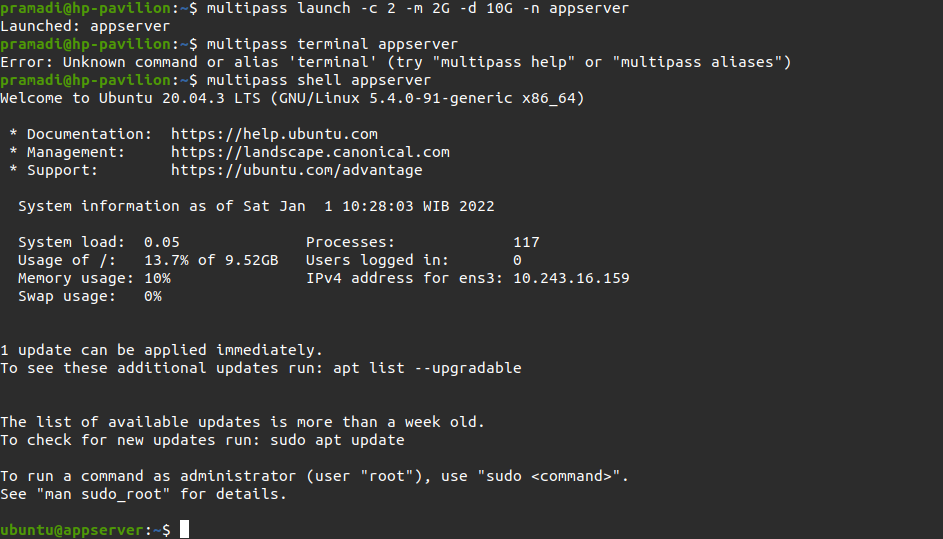 pramadi@hp-pavilion:~$ multipass launch -c 2 -m 2G -d 10G -n appserver
Launched: appserver
pramadi@hp-pavilion:~$ multipass terminal appserver
Error: Unknown command or alias 'terminal' (try "multipass help" or "multipass aliases")
pramadi@hp-pavilion:~$ multipass shell appserver
Welcome to Ubuntu 20.04.3 LTS (GNU/Linux 5.4.0-91-generic x86_64)

 * Documentation:  https://help.ubuntu.com
 * Management:     https://landscape.canonical.com
 * Support:        https://ubuntu.com/advantage

  System information as of Sat Jan  1 10:28:03 WIB 2022

  System load:  0.05              Processes:             117
  Usage of /:   13.7% of 9.52GB   Users logged in:       0
  Memory usage: 10%               IPv4 address for ens3: 10.243.16.159
  Swap usage:   0%

1 update can be applied immediately.
To see these additional updates run: apt list --upgradable

The list of available updates is more than a week old.
To check for new updates run: sudo apt update

To run a command as administrator (user "root"), use "sudo <command>".
See "man sudo_root" for details.

ubuntu@appserver:~$